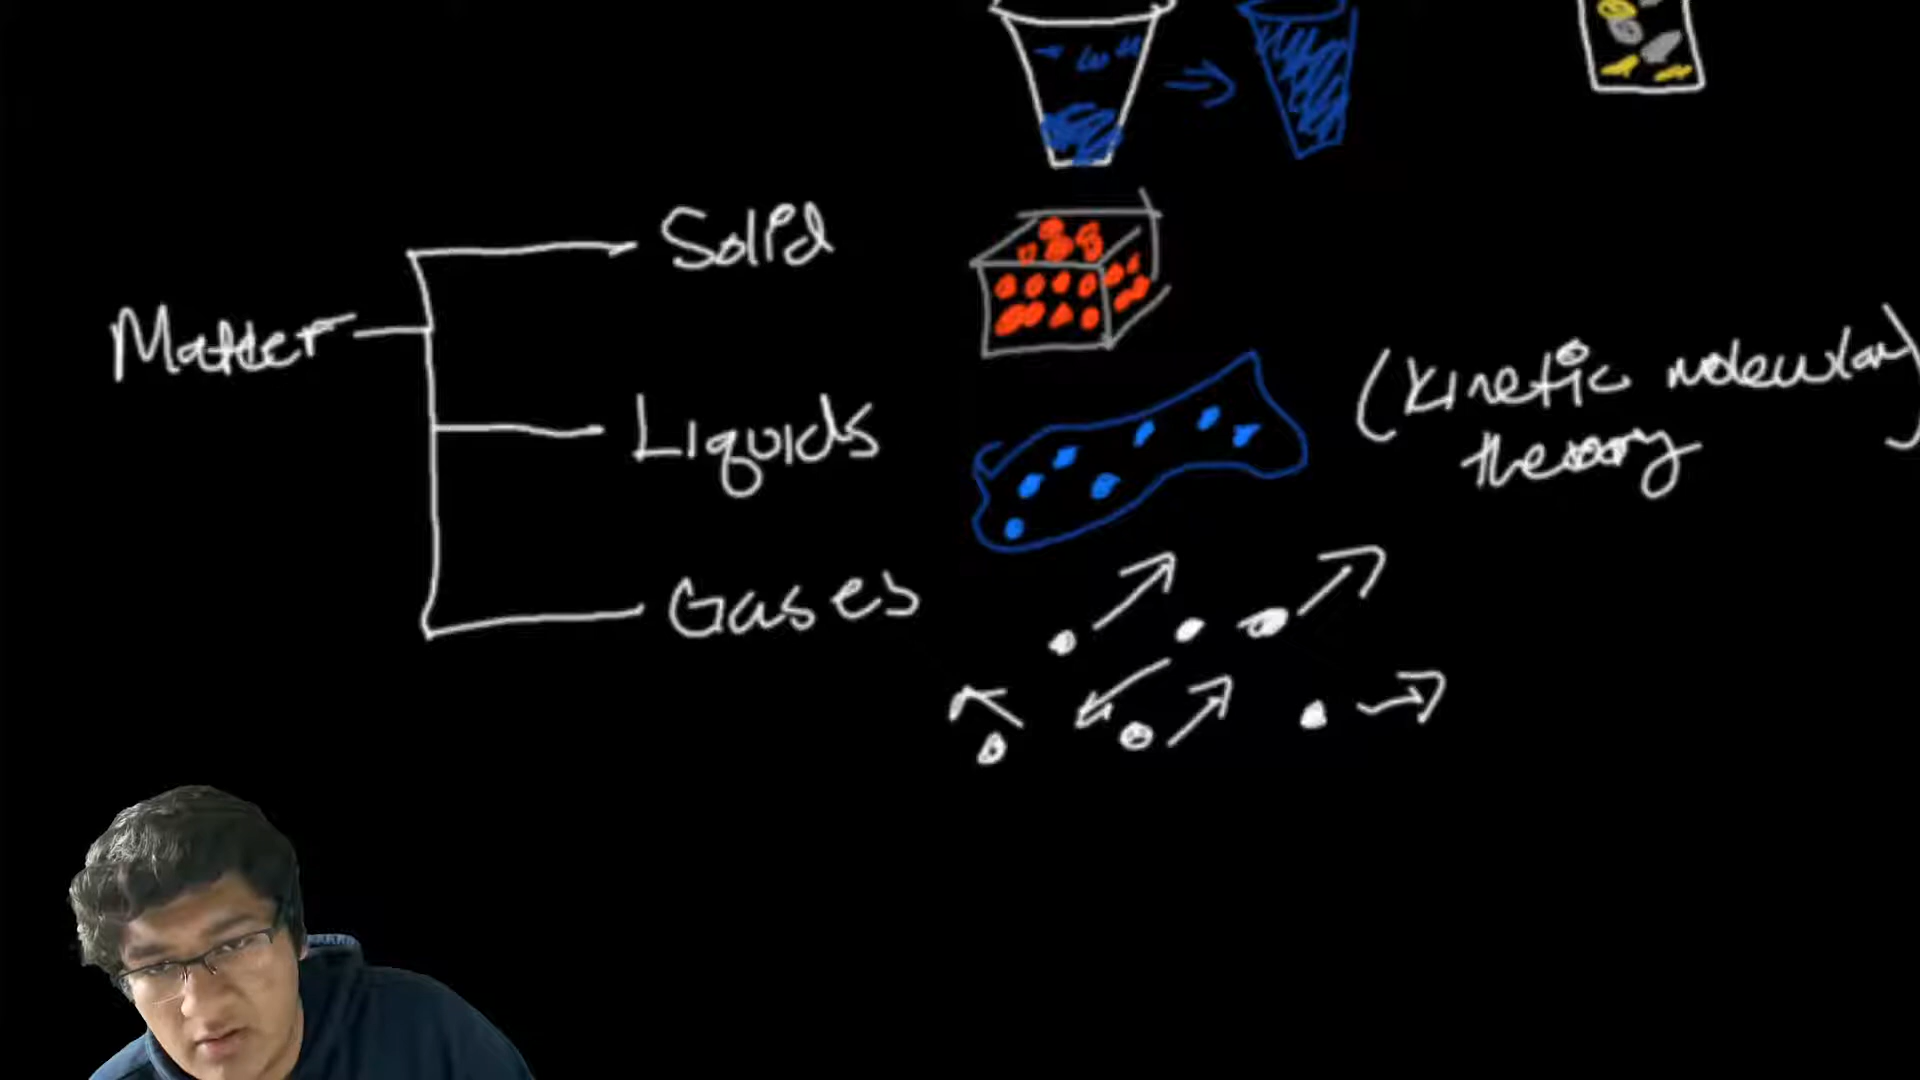 Solid
Matter
(Kinetic molecular)
theory
Liquids
Gases